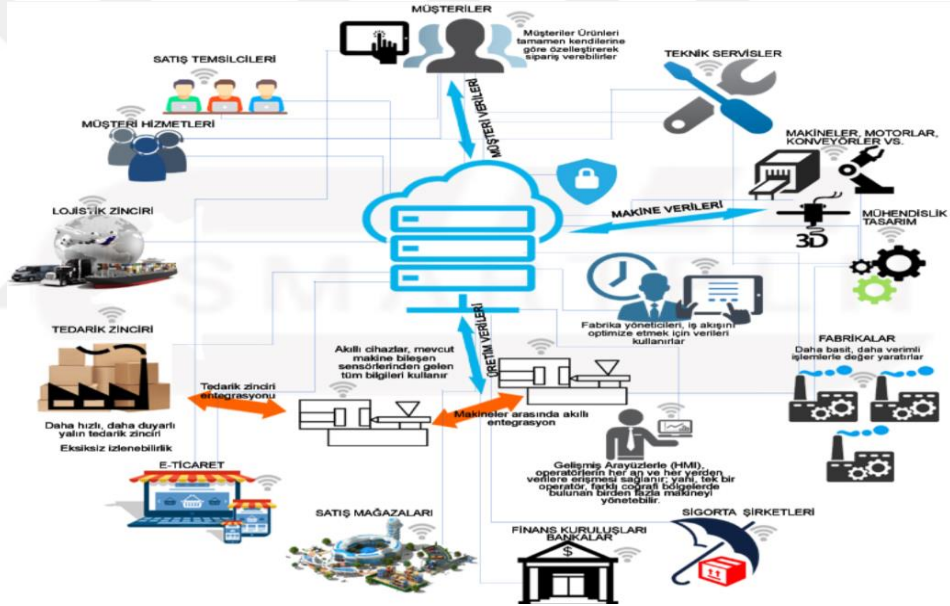 MÜŞTERİLER
Müşteriler Ürünleri
tamamen kendilerine
göre özelleştirerek
sipariş verebilirler
SATIŞ TEMSİLCİLERİ
TEKNİK SERVİSLER
MÜŞTERİ HİZMETLERİ
MÜŞTERİ VERİLERİ
MAKİNELER, MOTORLAR,
KONVEYÖRLER VS.
LOJİSTİK ZİNCİRİ
MAKİNE VERİLERİ
3D
MÜHENDİSLİK
TASARIM
TEDARİK ZİNCİRİ
ÜRETİM VERİLERİ
Fabrika yöneticileri, iş akışını
optimize etmek için verileri
kullanırlar
FABRİKALAR
Daha basit, daha verimli
işlemlerle değer yaratırlar
Akıllı cihazlar, mevcut
makine bileşen
sensörlerinden gelen
tüm bilgileri kullanır
Tedarik zinciri
entegrasyonu
Makineler arasında akıllı
entegrasyon
Daha hızlı, daha duyarlı
yalın tedarik zinciri
Eksiksiz izlenebilirlik
Gelişmiş Arayüzlerle (HMI),
operatörlerin her an ve her yerden
verilere erişmesi sağlanır; yani, tek bir
operatör, farklı coğrafi bölgelerde
bulunan birden fazla makineyi
yönetebilir.
E-TİCARET
SATIŞ MAĞAZALARI
FİNANS KURULUŞLARI
BANKALAR
$
SİGORTA ŞİRKETLERİ